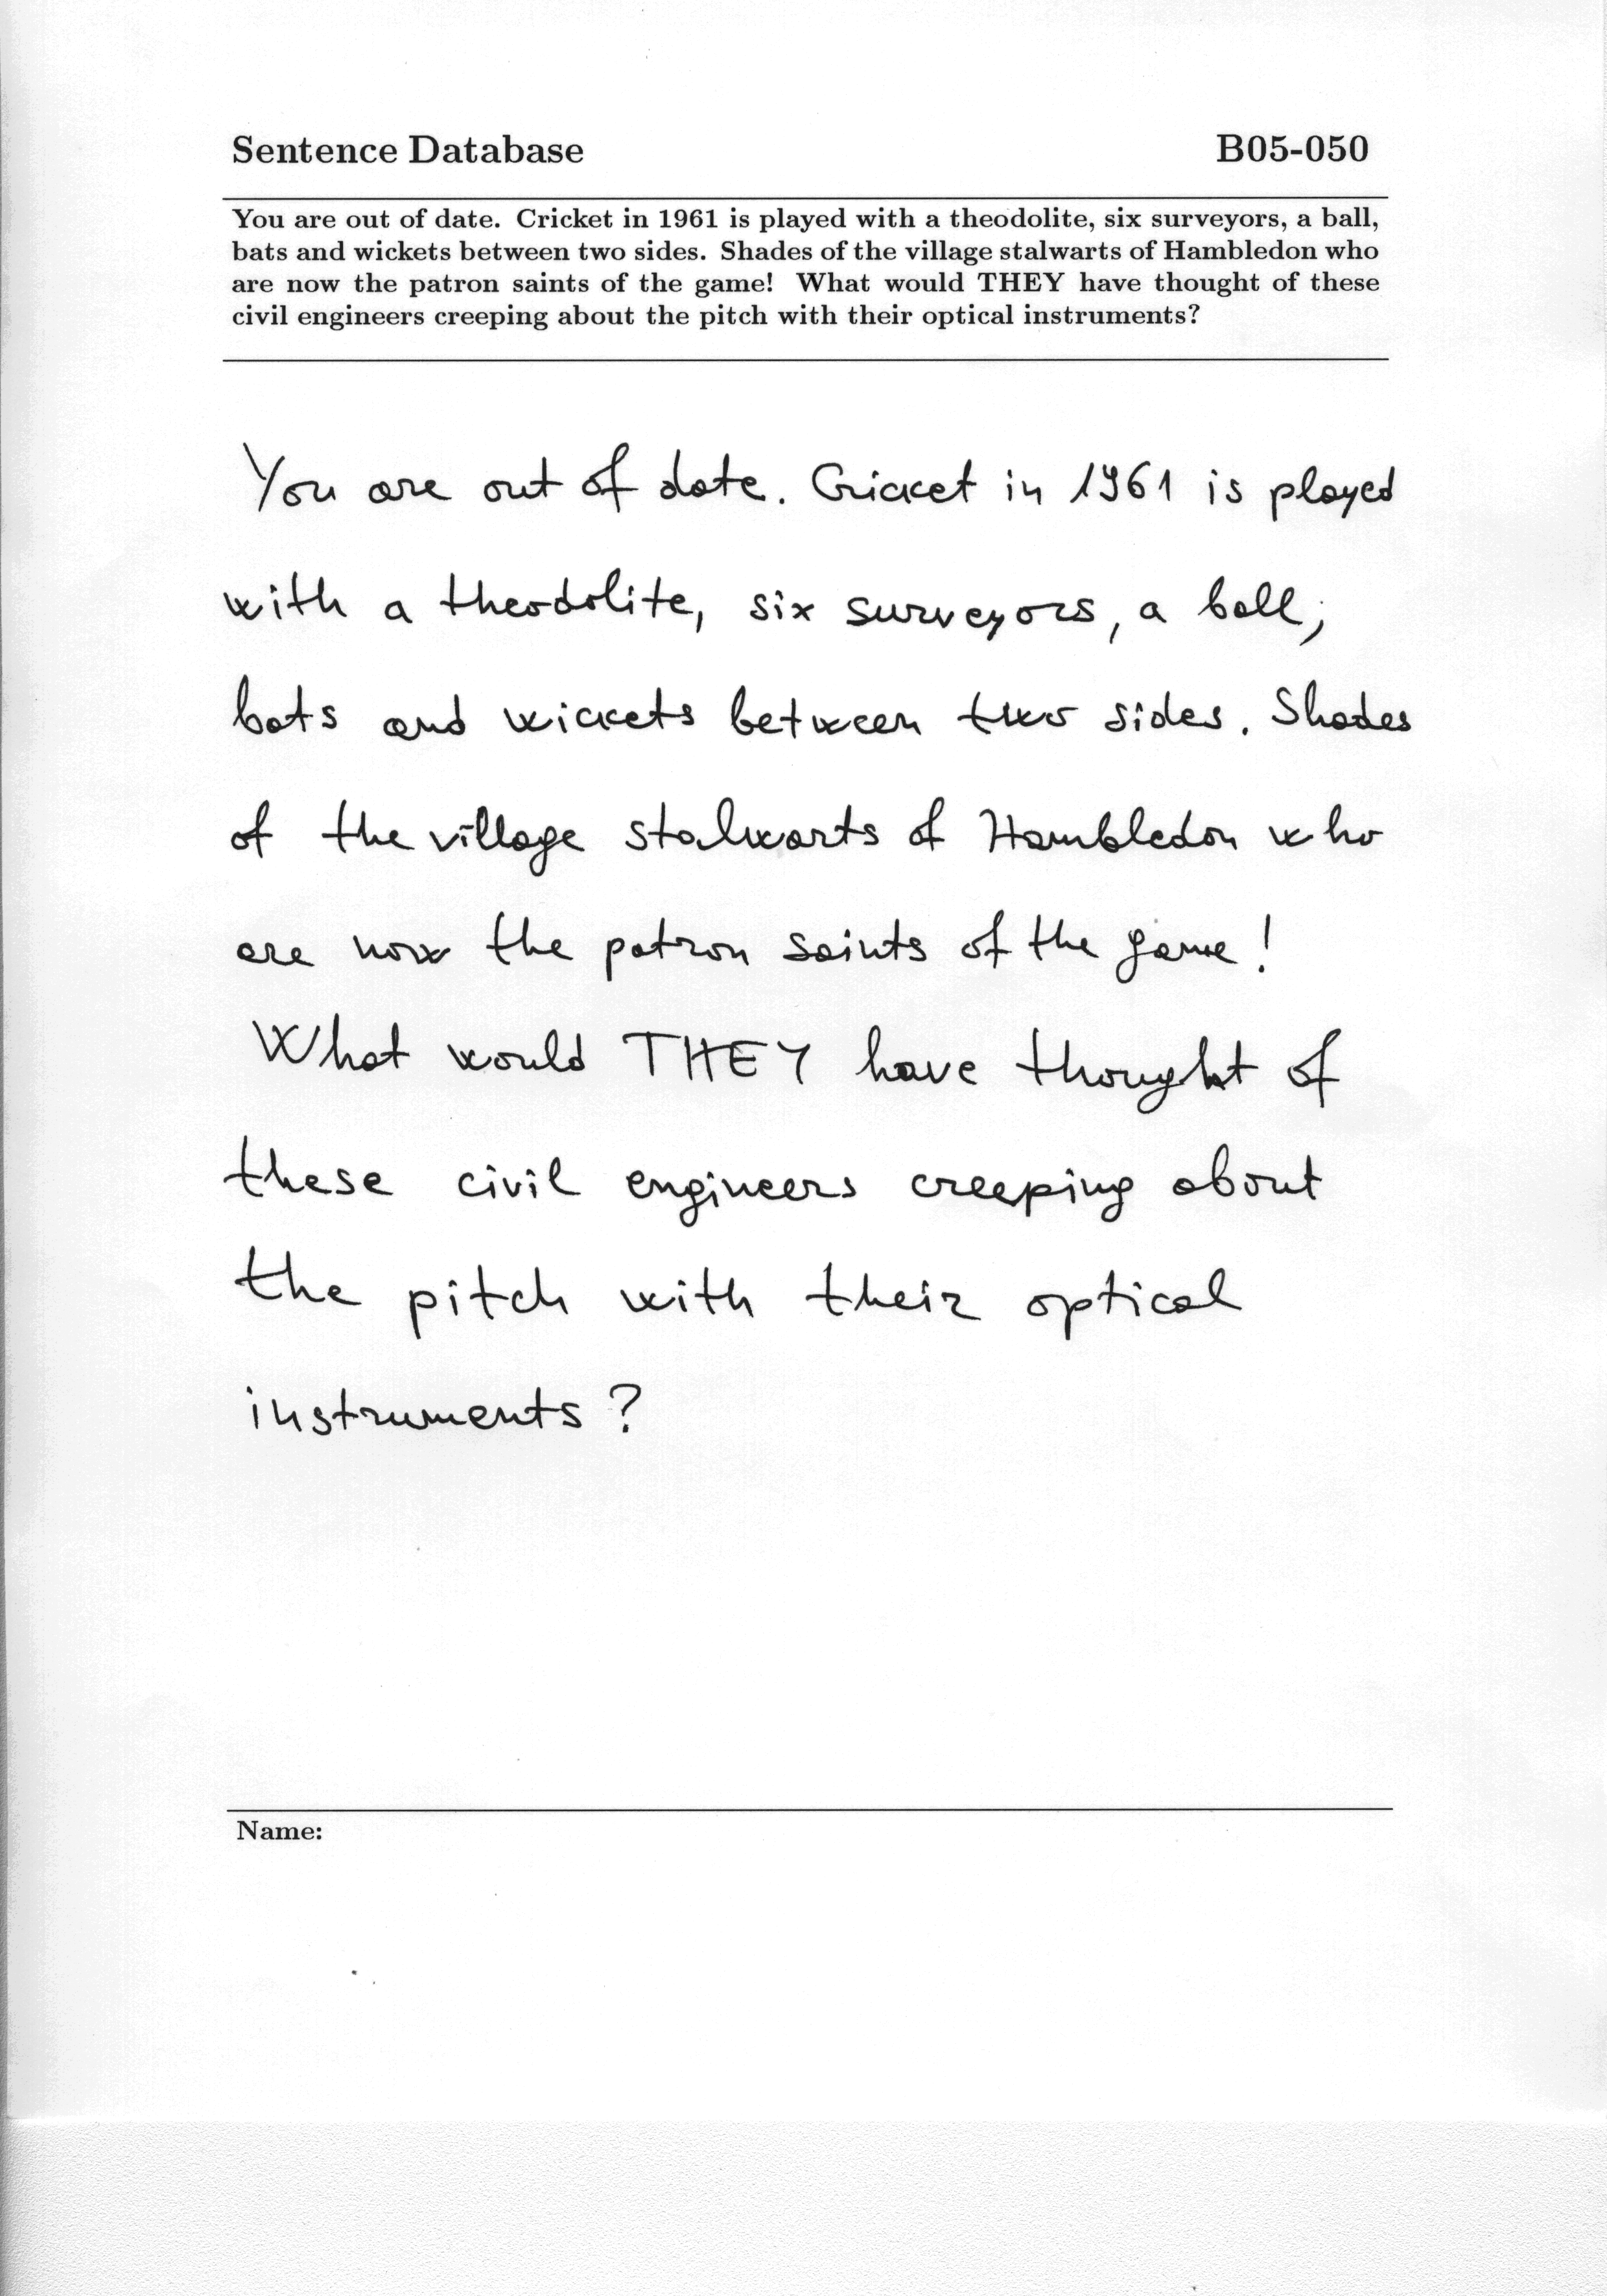 Sentence Database B05-050
You are out of date. Cricket in 1961 is played with a theodolite, six surveyors, a ball,
bats and wickets between two sides. Shades of the village stalwarts of Hambledon who
are now the patron saints of the game! What would THEY have thought of these
civil engineers creeping about the pitch with their optical instruments?
You are out of date. Cricket in 1961 is played
with a theodolite, six surveyors, a ball,
bats and wickets between two sides. Shades
of the village stalwarts of Hambledon who
are now the patron saints of the game!
What would THEY have thought of
these civil engineers creeping about
the pitch with their optical
instruments?
Name: